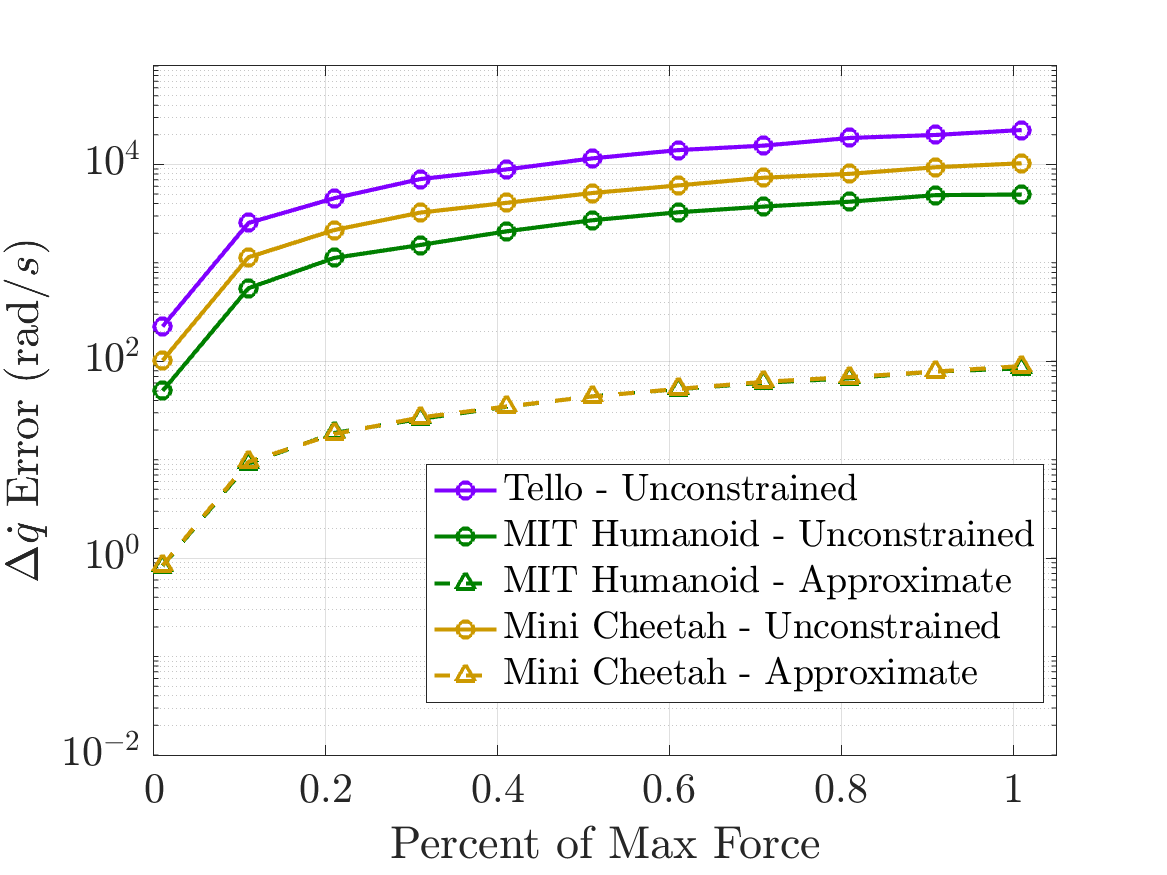 10^4
10^2
10^0
10^{-2}
Δq̇ Error (rad/s)
Tello - Unconstrained
MIT Humanoid - Unconstrained
MIT Humanoid - Approximate
Mini Cheetah - Unconstrained
Mini Cheetah - Approximate
0 0.2 0.4 0.6 0.8 1
Percent of Max Force